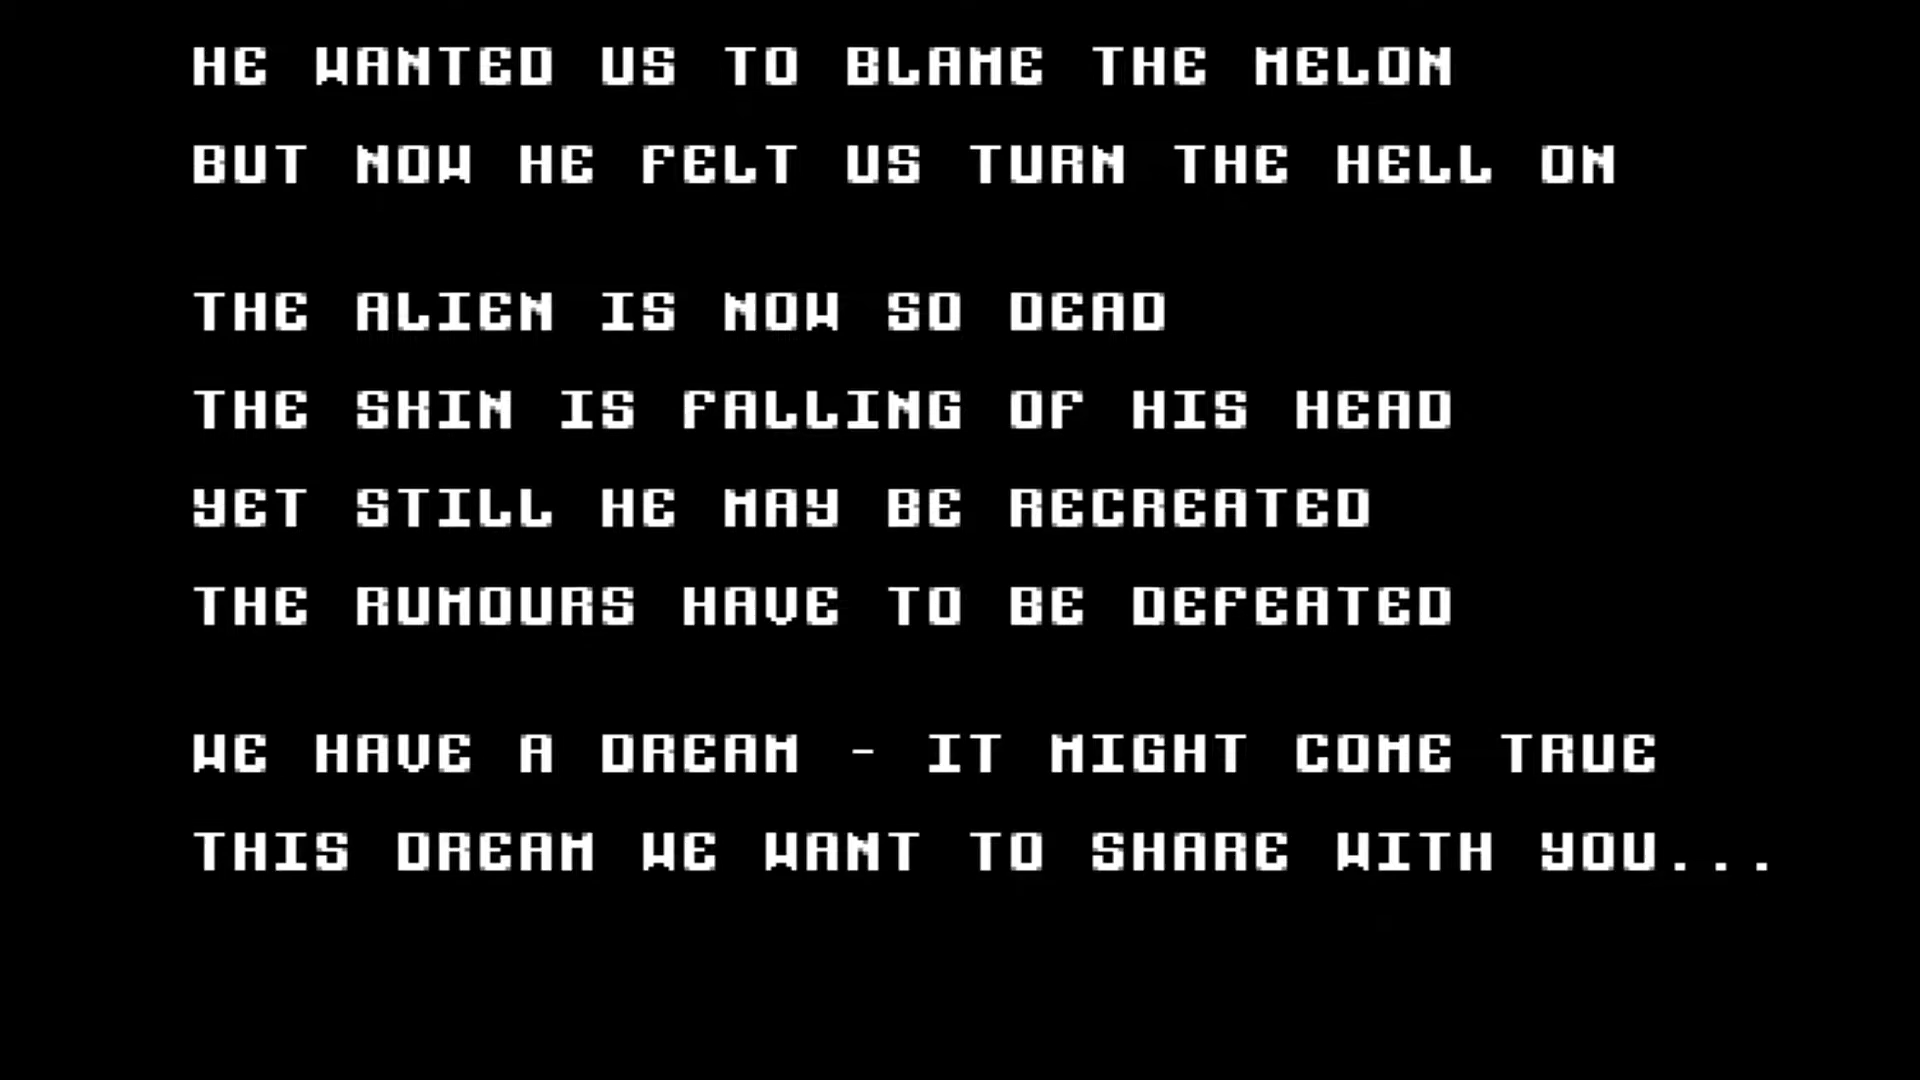 HE WANTED US TO BLAME THE MELON
BUT NOW HE FELT US TURN THE HELL ON
THE ALIEN IS NOW SO DEAD
THE SKIN IS FALLING OF HIS HEAD
YET STILL HE MAY BE RECREATED
THE RUMOURS HAVE TO BE DEFEATED
WE HAVE A DREAM - IT MIGHT COME TRUE
THIS DREAM WE WANT TO SHARE WITH YOU...